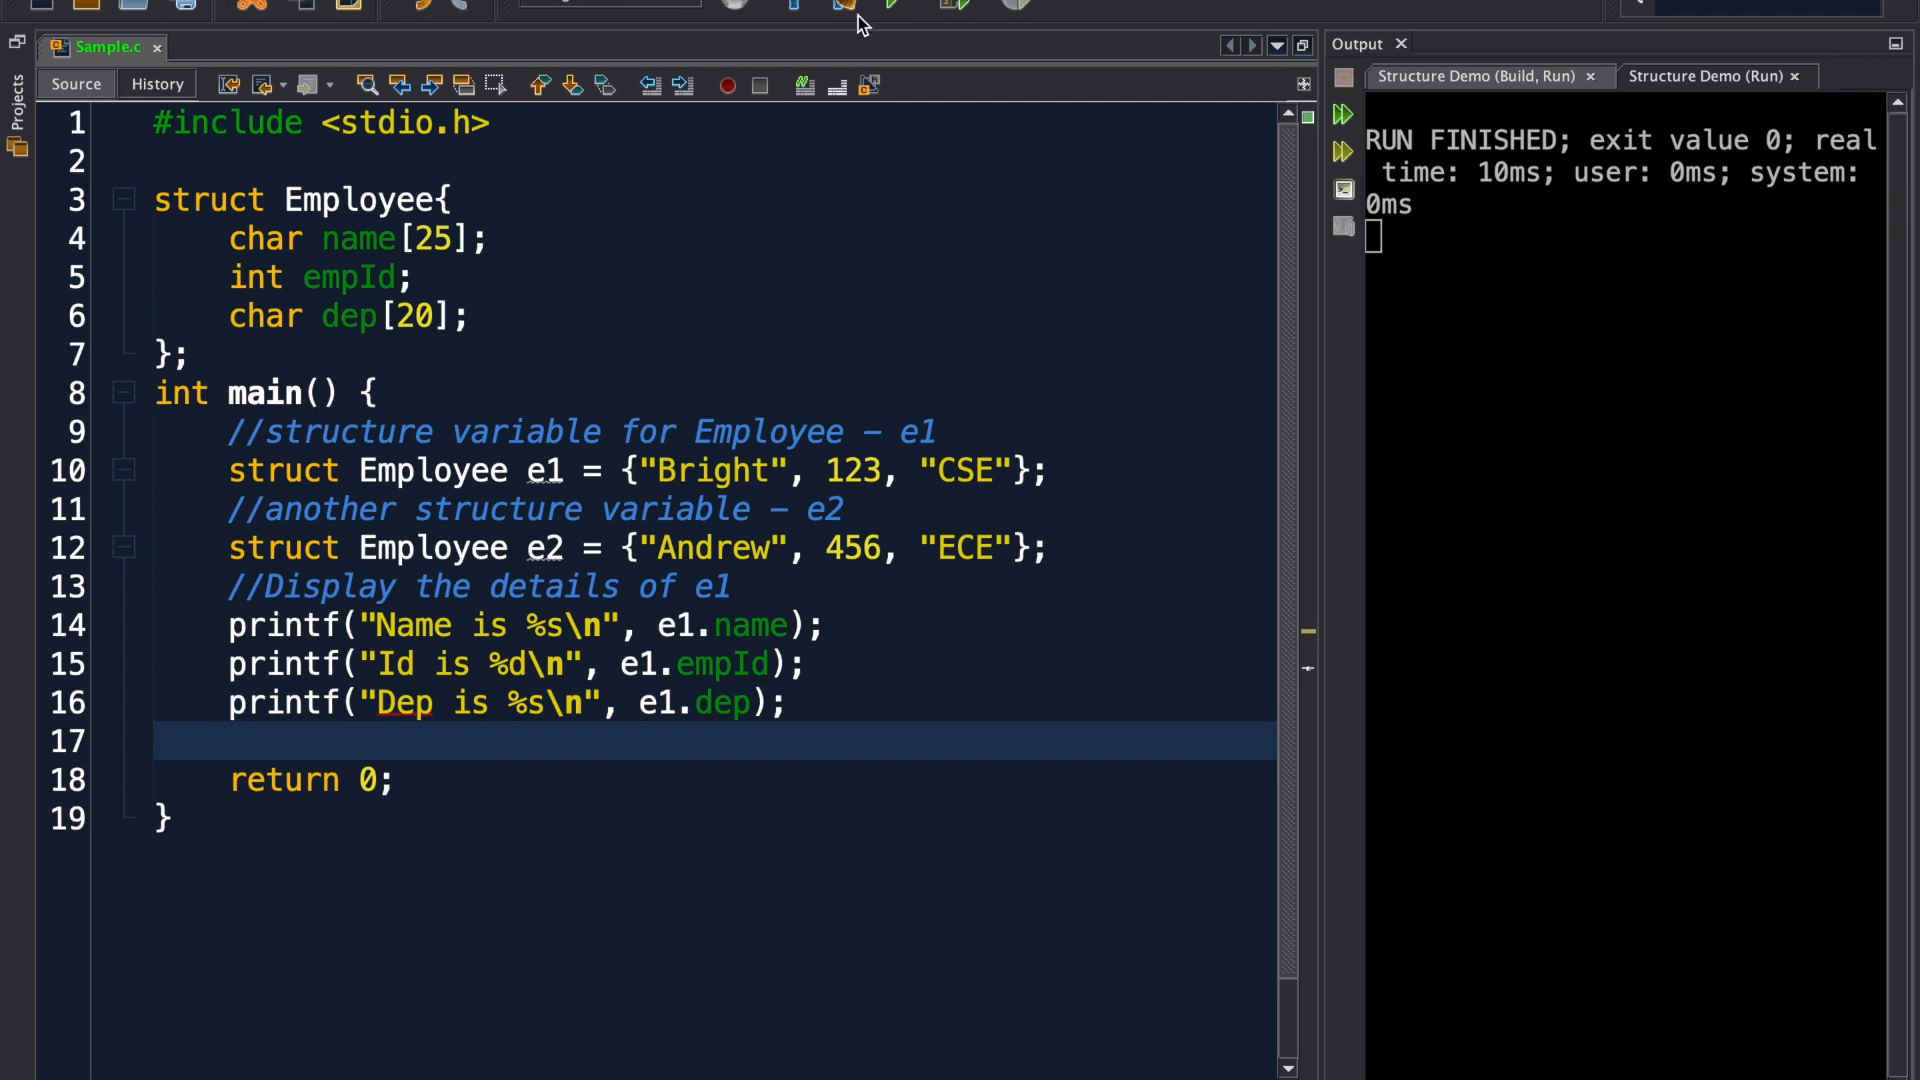 Projects
Sample.c
Source
History
1 #include <stdio.h>
2
3 struct Employee{
4 char name[25];
5 int empId;
6 char dep[20];
7 };
8 int main() {
9 //structure variable for Employee - e1
10 struct Employee e1 = {"Bright", 123, "CSE"};
11 //another structure variable - e2
12 struct Employee e2 = {"Andrew", 456, "ECE"};
13 //Display the details of e1
14 printf("Name is %s\n", e1.name);
15 printf("Id is %d\n", e1.empId);
16 printf("Dep is %s\n", e1.dep);
17
18 return 0;
19 }
Output
Structure Demo (Build, Run)
Structure Demo (Run)
RUN FINISHED; exit value 0; real
time: 10ms; user: 0ms; system:
0ms